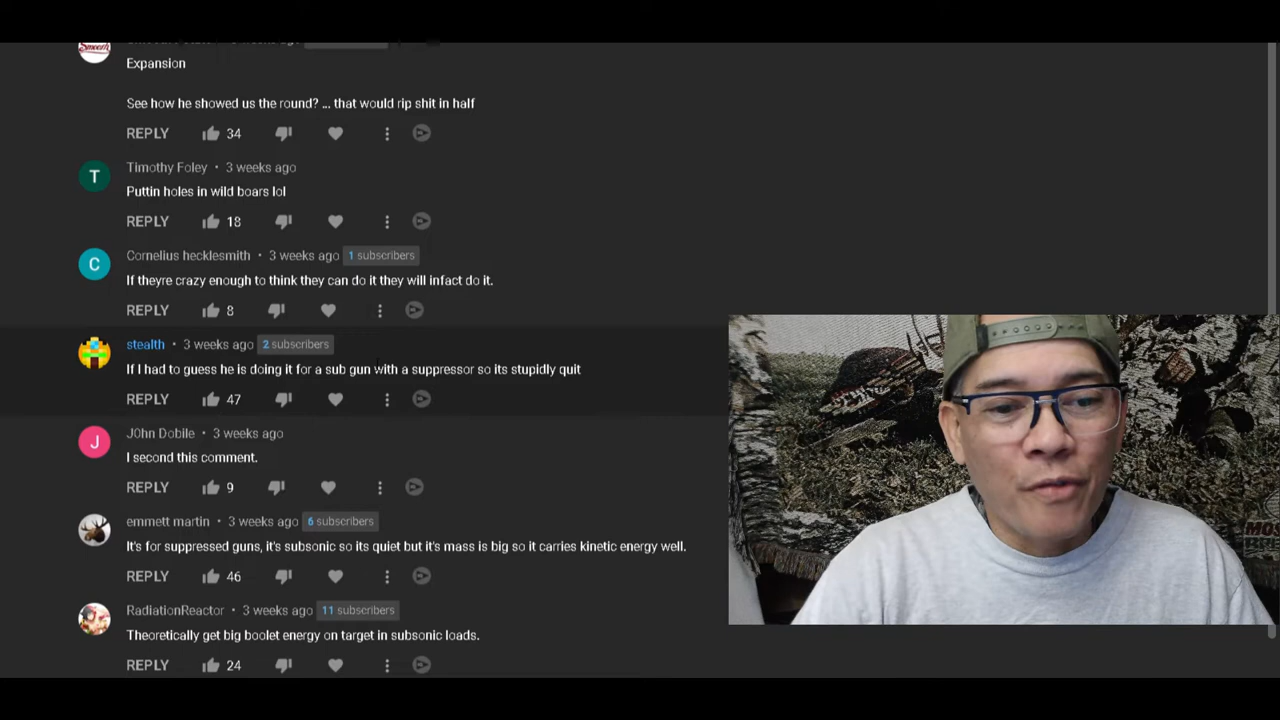 Smooth
Expansion
See how he showed us the round? ... that would rip shit in half
REPLY 34
T
Timothy Foley • 3 weeks ago
Puttin holes in wild boars lol
REPLY 18
C
Cornelius hecklesmith • 3 weeks ago 1 subscribers
If theyre crazy enough to think they can do it they will infact do it.
REPLY 8
stealth • 3 weeks ago 2 subscribers
If I had to guess he is doing it for a sub gun with a suppressor so its stupidly quit
REPLY 47
J
J0hn Dobile • 3 weeks ago
I second this comment.
REPLY 9
emmett martin • 3 weeks ago 6 subscribers
It's for suppressed guns, it's subsonic so its quiet but it's mass is big so it carries kinetic energy well.
REPLY 46
RadiationReactor • 3 weeks ago 11 subscribers
Theoretically get big boolet energy on target in subsonic loads.
REPLY 24